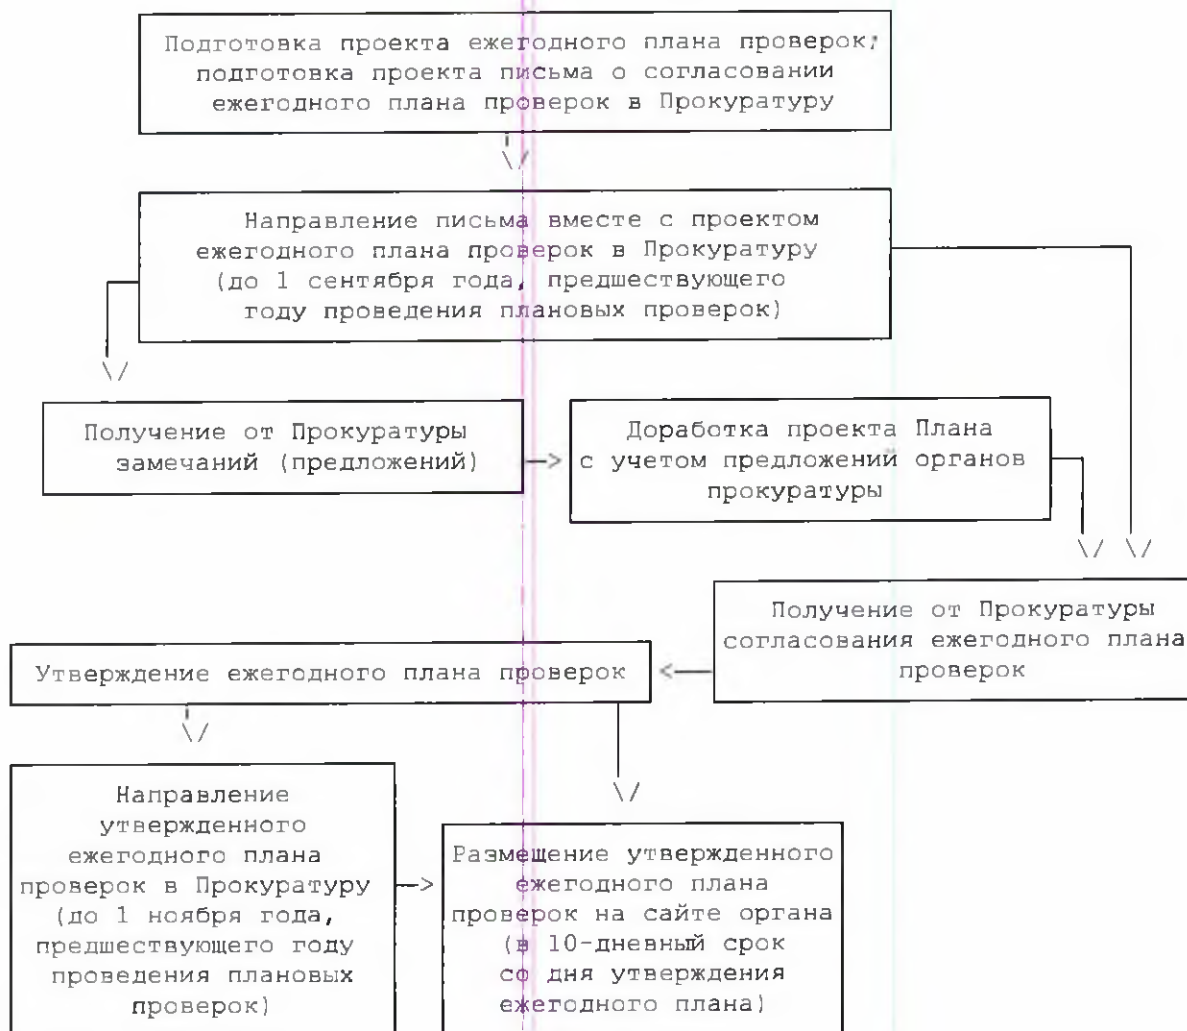 Подготовка проекта ежегодного плана проверок;
подготовка проекта письма о согласовании
ежегодного плана проверок в Прокуратуру
Направление письма вместе с проектом
ежегодного плана проверок в Прокуратуру
(до 1 сентября года, предшествующего
году проведения плановых проверок)
Получение от Прокуратуры
замечаний (предложений)
Доработка проекта Плана
с учетом предложений органов
прокуратуры
Получение от Прокуратуры
согласования ежегодного плана
проверок
Утверждение ежегодного плана проверок
Направление
утвержденного
ежегодного плана
проверок в Прокуратуру
(до 1 ноября года,
предшествующего году
проведения плановых
проверок)
Размещение утвержденного
ежегодного плана
проверок на сайте органа
(в 10-дневный срок
со дня утверждения
ежегодного плана)